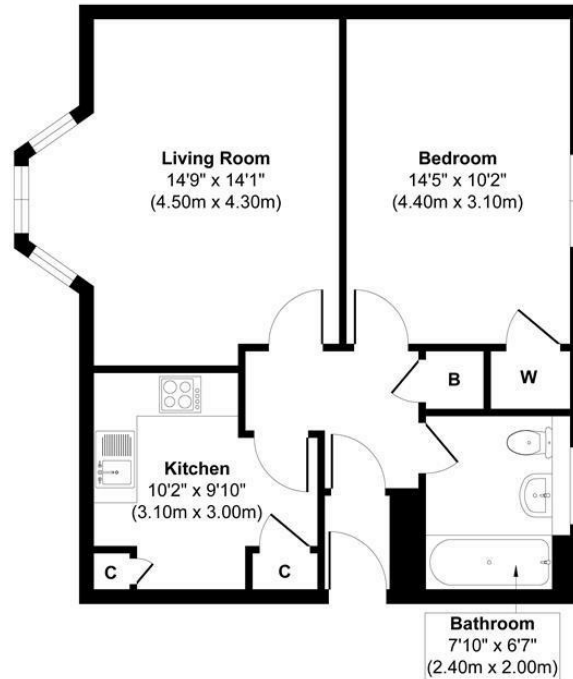 Living Room
14'9" x 14'1"
(4.50m x 4.30m)
Bedroom
14'5" x 10'2"
(4.40m x 3.10m)
B
W
Kitchen
10'2" x 9'10"
(3.10m x 3.00m)
C
C
Bathroom
7'10" x 6'7"
(2.40m x 2.00m)